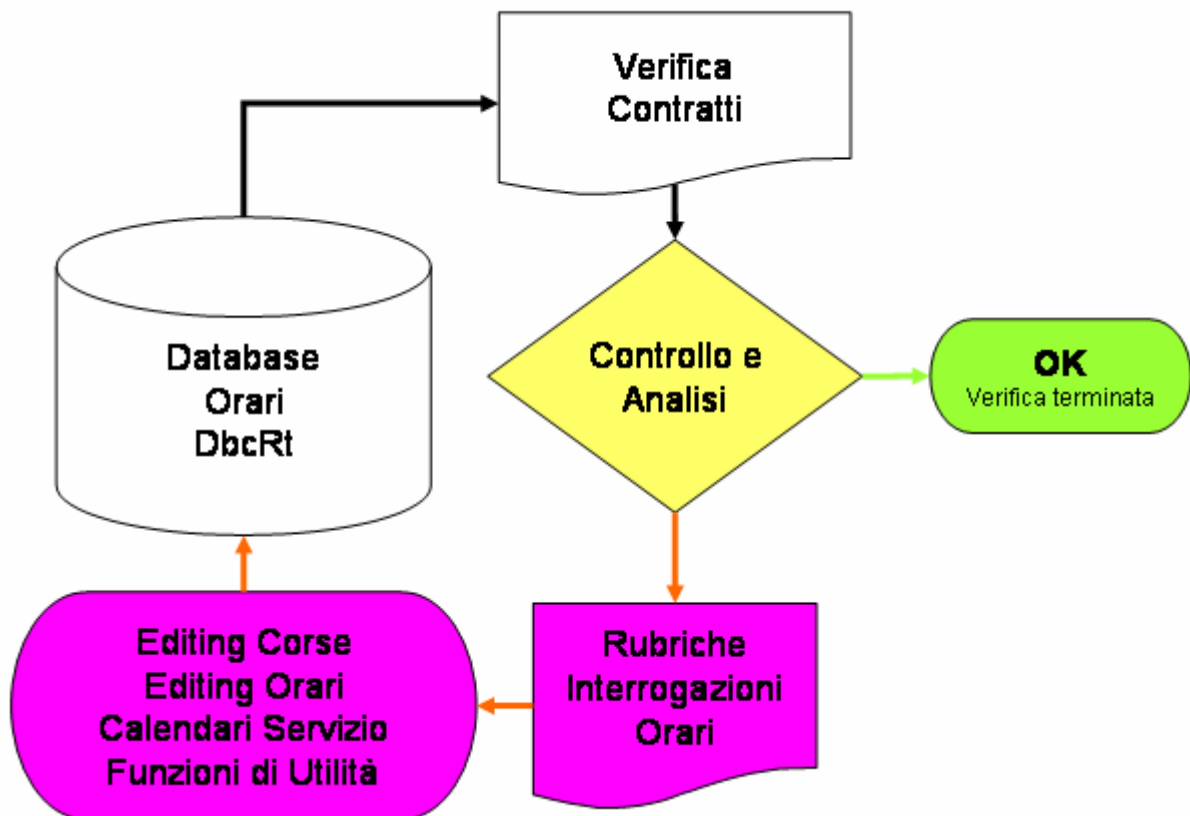 Verifica
Contratti
Database
Orari
DbcRt
Controllo e
Analisi
OK
Verifica terminata
Editing Corse
Editing Orari
Calendari Servizio
Funzioni di Utilità
Rubriche
Interrogazioni
Orari